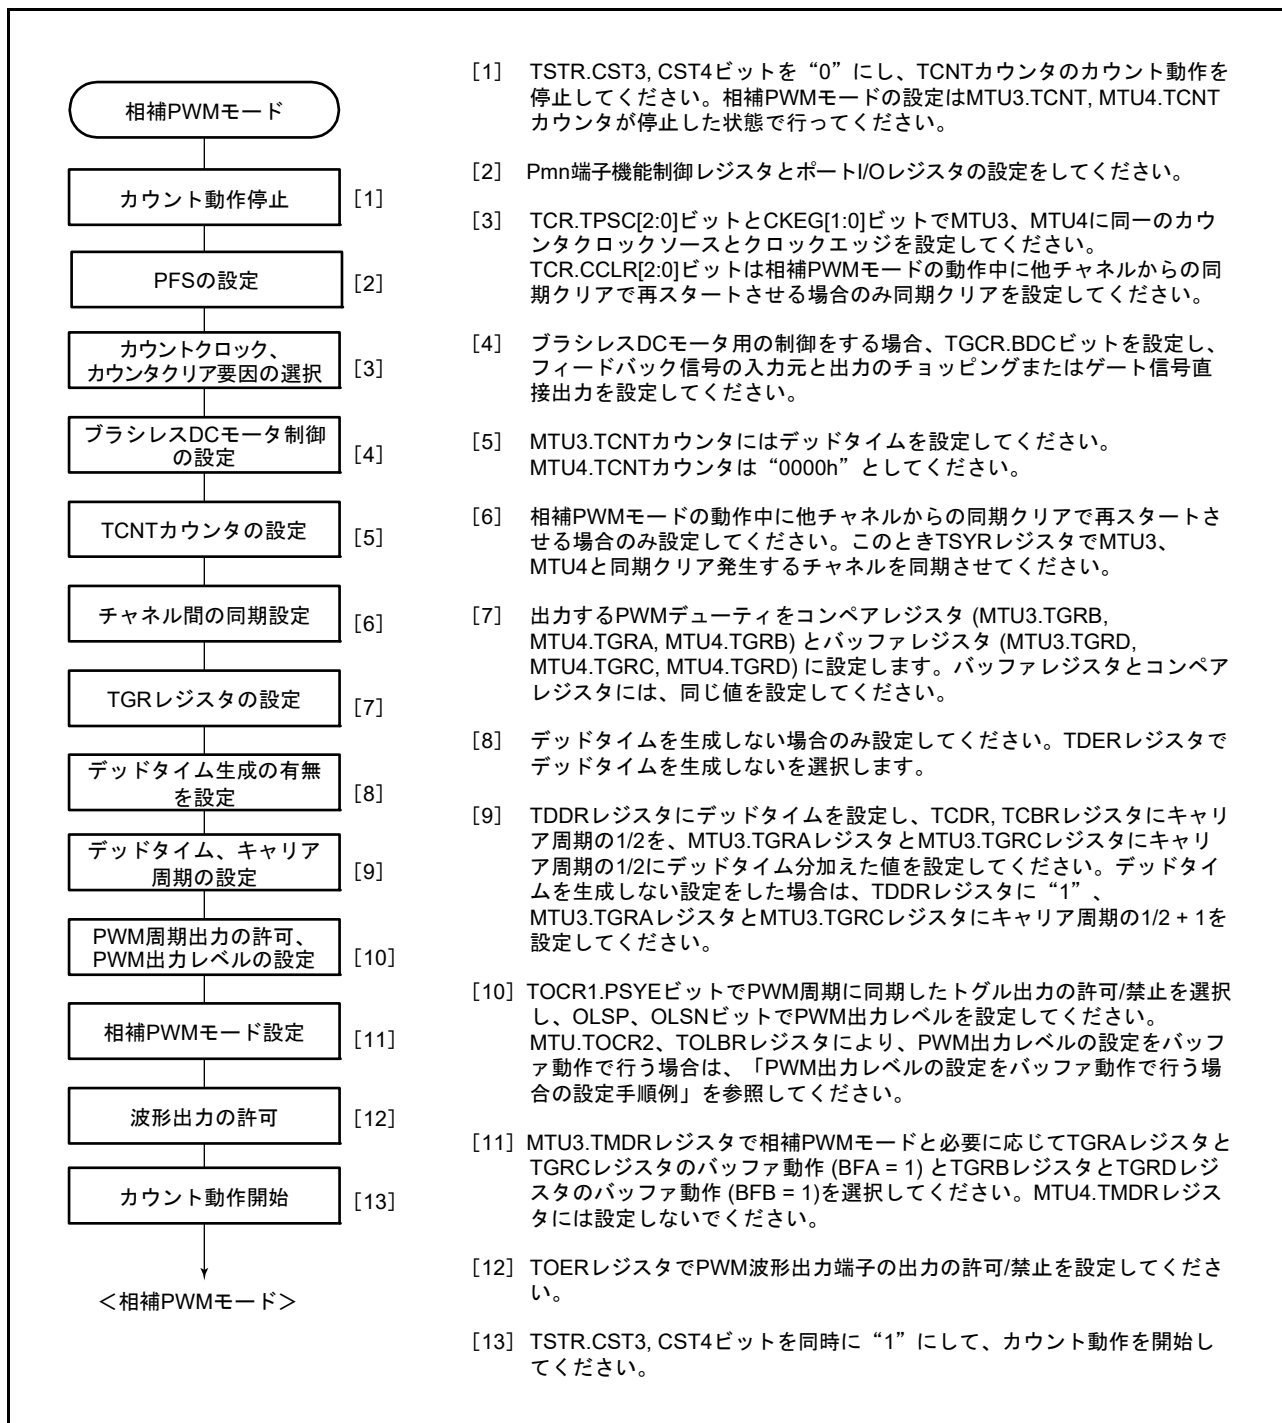 相補PWMモード
カウント動作停止 [1]
PFSの設定 [2]
カウントクロック、
カウンタクリア要因の選択 [3]
ブラシレスDCモータ制御
の設定 [4]
TCNTカウンタの設定 [5]
チャネル間の同期設定 [6]
TGRレジスタの設定 [7]
デッドタイム生成の有無
を設定 [8]
デッドタイム、キャリア
周期の設定 [9]
PWM周期出力の許可、
PWM出力レベルの設定 [10]
相補PWMモード設定 [11]
波形出力の許可 [12]
カウント動作開始 [13]
＜相補PWMモード＞
[1] TSTR.CST3, CST4ビットを“0”にし、TCNTカウンタのカウント動作を
停止してください。相補PWMモードの設定はMTU3.TCNT, MTU4.TCNT
カウンタが停止した状態で行ってください。
[2] Pmn端子機能制御レジスタとポートI/Oレジスタの設定をしてください。
[3] TCR.TPSC[2:0]ビットとCKEG[1:0]ビットでMTU3、MTU4に同一のカウ
ンタクロックソースとクロックエッジを設定してください。
TCR.CCLR[2:0]ビットは相補PWMモードの動作中に他チャネルからの同
期クリアで再スタートさせる場合のみ同期クリアを設定してください。
[4] ブラシレスDCモータ用の制御をする場合、TGCR.BDCビットを設定し、
フィードバック信号の入力元と出力のチョッピングまたはゲート信号直
接出力を設定してください。
[5] MTU3.TCNTカウンタにはデッドタイムを設定してください。
MTU4.TCNTカウンタは“0000h”としてください。
[6] 相補PWMモードの動作中に他チャネルからの同期クリアで再スタートさ
せる場合のみ設定してください。このときTSYRレジスタでMTU3、
MTU4と同期クリア発生するチャネルを同期させてください。
[7] 出力するPWMデューティをコンペアレジスタ (MTU3.TGRB,
MTU4.TGRA, MTU4.TGRB) とバッファレジスタ (MTU3.TGRD,
MTU4.TGRC, MTU4.TGRD) に設定します。バッファレジスタとコンペア
レジスタには、同じ値を設定してください。
[8] デッドタイムを生成しない場合のみ設定してください。TDERレジスタで
デッドタイムを生成しないを選択します。
[9] TDDRレジスタにデッドタイムを設定し、TCDR, TCBRレジスタにキャリ
ア周期の1/2を、MTU3.TGRAレジスタとMTU3.TGRCレジスタにキャリ
ア周期の1/2にデッドタイム分加えた値を設定してください。デッドタイ
ムを生成しない設定をした場合は、TDDRレジスタに“1”、
MTU3.TGRAレジスタとMTU3.TGRCレジスタにキャリア周期の1/2 + 1を
設定してください。
[10] TOCR1.PSYEビットでPWM周期に同期したトグル出力の許可/禁止を選択
し、OLSP、OLSNビットでPWM出力レベルを設定してください。
MTU.TOCR2、TOLBRレジスタにより、PWM出力レベルの設定をバッフ
ァ動作で行う場合は、「PWM出力レベルの設定をバッファ動作で行う場
合の設定手順例」を参照してください。
[11] MTU3.TMDRレジスタで相補PWMモードと必要に応じてTGRAレジスタと
TGRCレジスタのバッファ動作 (BFA = 1) とTGRBレジスタとTGRDレジ
スタのバッファ動作 (BFB = 1)を選択してください。MTU4.TMDRレジス
タには設定しないでください。
[12] TOERレジスタでPWM波形出力端子の出力の許可/禁止を設定してくださ
い。
[13] TSTR.CST3, CST4ビットを同時に“1”にして、カウント動作を開始し
てください。